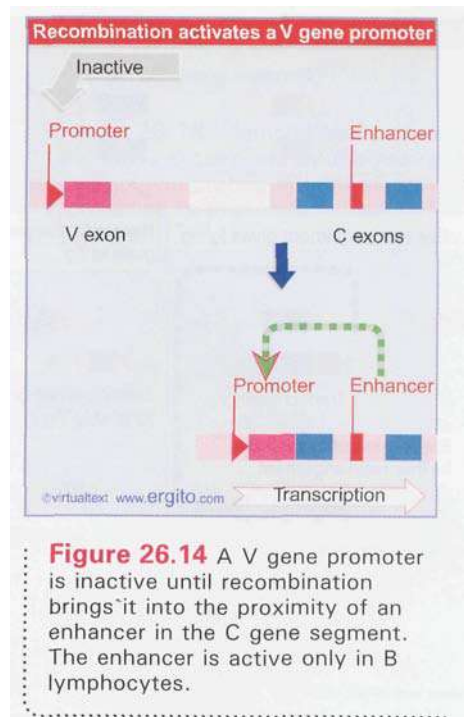 Recombination activates a V gene promoter
Inactive
Promoter
Enhancer
V exon
C exons
Promoter
Enhancer
©virtualtext www.ergito.com
Transcription
Figure 26.14 A V gene promoter
is inactive until recombination
brings it into the proximity of an
enhancer in the C gene segment.
The enhancer is active only in B
lymphocytes.